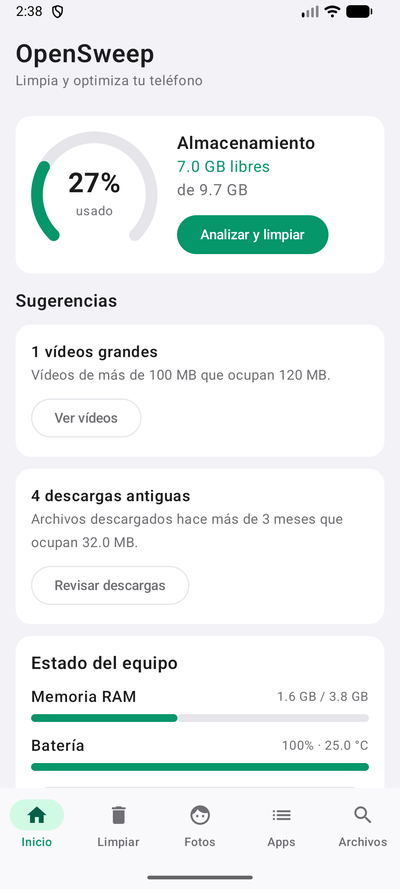 2:38
OpenSweep
Limpia y optimiza tu teléfono
27%
usado
Almacenamiento
7.0 GB libres
de 9.7 GB
Analizar y limpiar
Sugerencias
1 vídeos grandes
Vídeos de más de 100 MB que ocupan 120 MB.
Ver vídeos
4 descargas antiguas
Archivos descargados hace más de 3 meses que
ocupan 32.0 MB.
Revisar descargas
Estado del equipo
Memoria RAM 1.6 GB / 3.8 GB
Batería 100% · 25.0 °C
Inicio Limpiar Fotos Apps Archivos